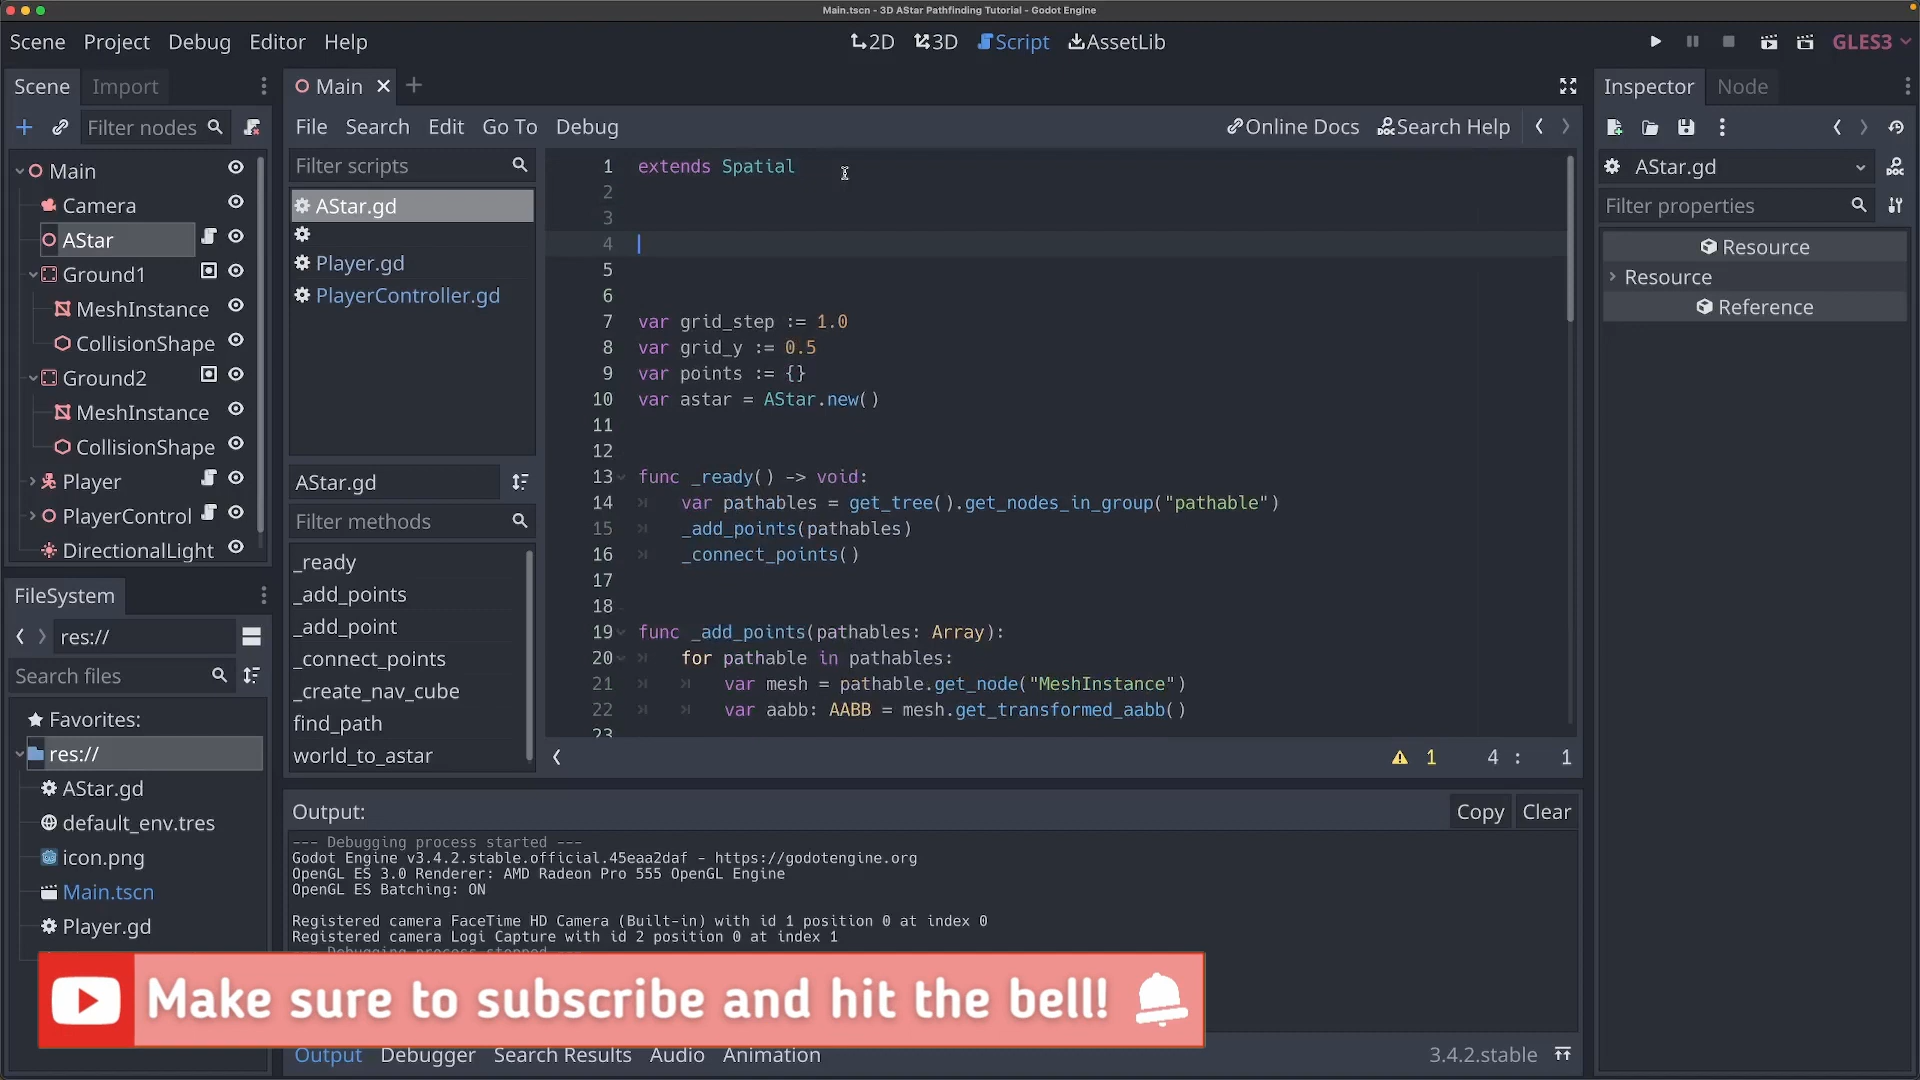 Main.tscn - 3D AStar Pathfinding Tutorial - Godot Engine
Scene Project Debug Editor Help
2D 3D Script AssetLib
GLES3
Scene Import
Filter nodes
Main
Camera
AStar
Ground1
MeshInstance
CollisionShape
Ground2
MeshInstance
CollisionShape
Player
PlayerControl
DirectionalLight
FileSystem
res://
Search files
Favorites:
res://
AStar.gd
default_env.tres
icon.png
Main.tscn
Player.gd
Main
File Search Edit Go To Debug
Online Docs Search Help
Filter scripts
AStar.gd
Player.gd
PlayerController.gd
AStar.gd
Filter methods
_ready
_add_points
_add_point
_connect_points
_create_nav_cube
find_path
world_to_astar
1 extends Spatial
2
3
4
5
6
7 var grid_step := 1.0
8 var grid_y := 0.5
9 var points := {}
10 var astar = AStar.new()
11
12
13 func _ready() -> void:
14 var pathables = get_tree().get_nodes_in_group("pathable")
15 _add_points(pathables)
16 _connect_points()
17
18
19 func _add_points(pathables: Array):
20 for pathable in pathables:
21 var mesh = pathable.get_node("MeshInstance")
22 var aabb: AABB = mesh.get_transformed_aabb()
23
1 4 : 1
Output:
Copy Clear
--- Debugging process started ---
Godot Engine v3.4.2.stable.official.45eaa2daf - https://godotengine.org
OpenGL ES 3.0 Renderer: AMD Radeon Pro 555 OpenGL Engine
OpenGL ES Batching: ON
Registered camera FaceTime HD Camera (Built-in) with id 1 position 0 at index 0
Registered camera Logi Capture with id 2 position 0 at index 1
--- Debugging process stopped ---
Make sure to subscribe and hit the bell!
Output Debugger Search Results Audio Animation
3.4.2.stable
Inspector Node
AStar.gd
Filter properties
Resource
Resource
Reference